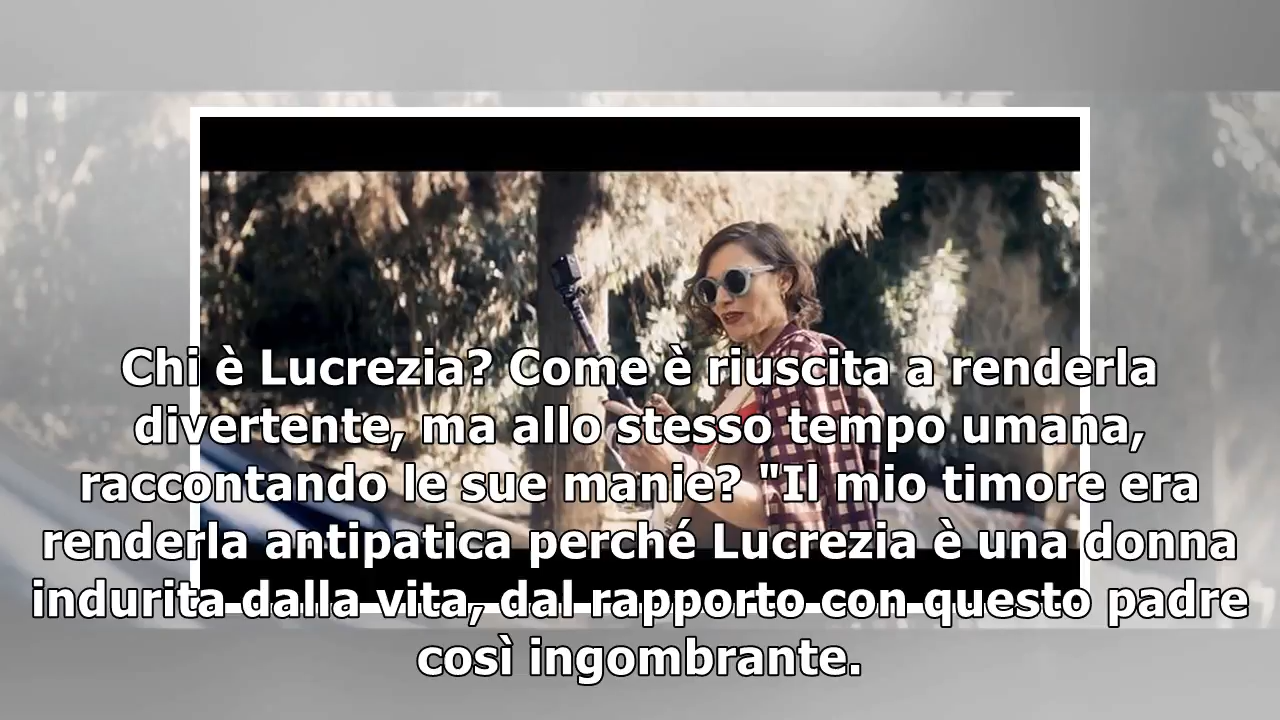 Chi è Lucrezia? Come è riuscita a renderla
divertente, ma allo stesso tempo umana,
raccontando le sue manie? "Il mio timore era
renderla antipatica perché Lucrezia è una donna
indurita dalla vita, dal rapporto con questo padre
così ingombrante.